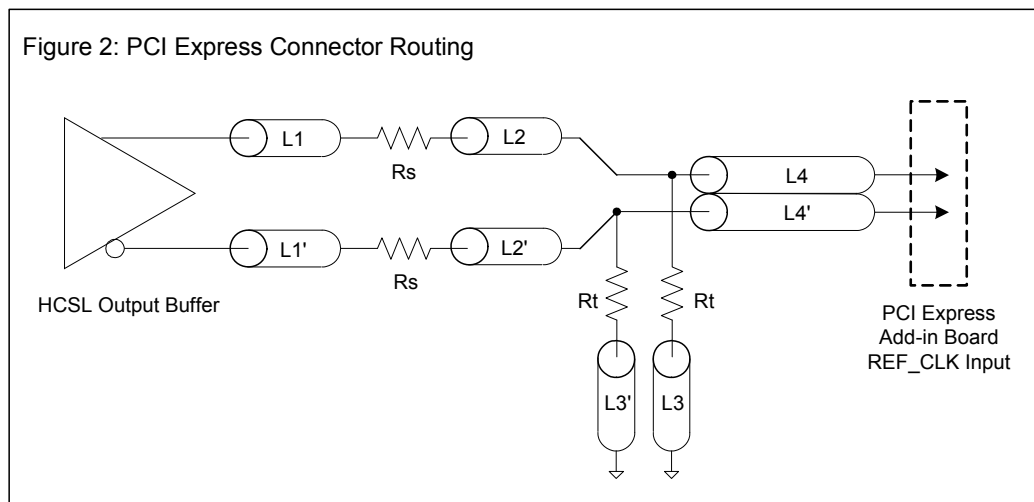 Figure 2: PCI Express Connector Routing
L1
Rs
L2
L4
L4'
L1'
Rs
L2'
HCSL Output Buffer
Rt
Rt
L3'
L3
PCI Express
Add-in Board
REF_CLK Input